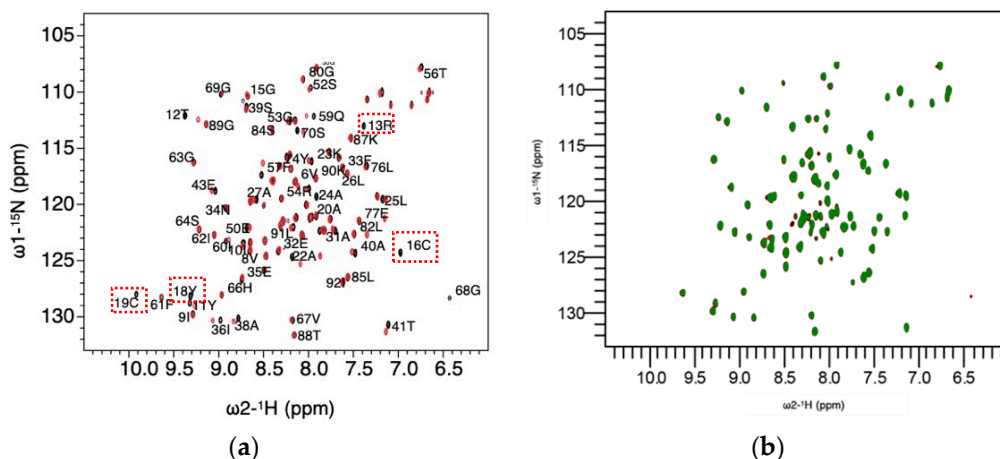 105
110
115
120
125
130
ω1-¹⁵N (ppm)
80G
52S
56T
69G
15G
39S
12T
59Q
53G
13R
89G
84S
70S
87K
63G
24Y
23K
33F
57F
6V
90K
76L
43E
26L
27A
54R
24A
25L
34N
20A
77E
64S
50E
91L
82L
62I
31A
60I
10I
32E
40A
16C
8V
22A
35E
92I
85L
66H
18Y
19C
61F
11Y
68G
9I
36I
38A
67V
41T
88T
10.0 9.5 9.0 8.5 8.0 7.5 7.0 6.5
ω2-¹H (ppm)
(a)
105
110
115
120
125
130
ω1-¹⁵N (ppm)
10.0 9.5 9.0 8.5 8.0 7.5 7.0 6.5
ω2-¹H (ppm)
(b)